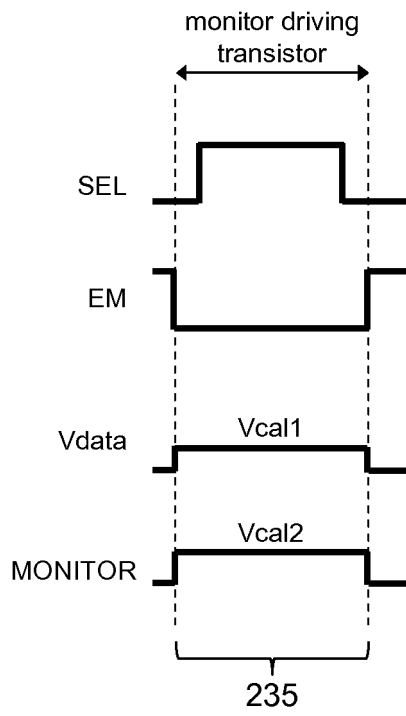 monitor driving
transistor
SEL
EM
Vcal1
Vdata
Vcal2
MONITOR
235